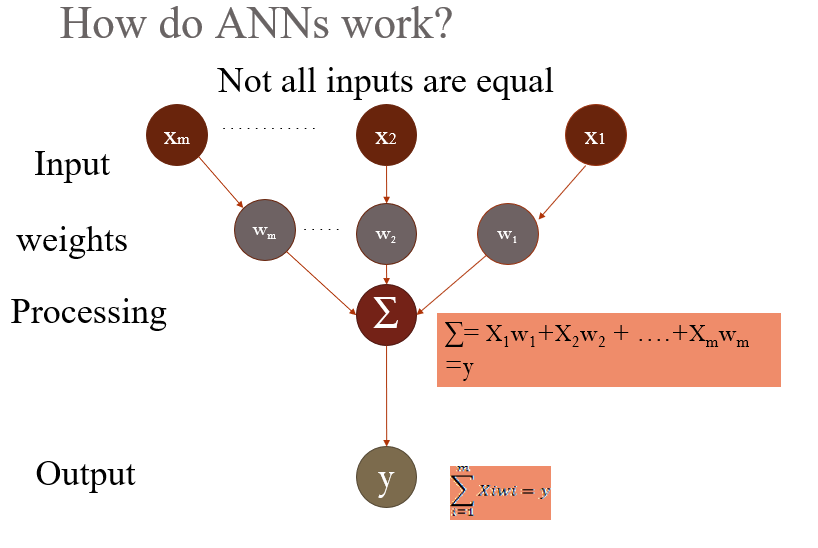 How do ANNs work?
Not all inputs are equal
Xm ............ X2 X1
Input
wm ..... w2 w1
weights
Processing
∑
∑= X1w1+X2w2 + ….+Xmwm
=y
Output
y
m
∑ Xiwi = y
i=1